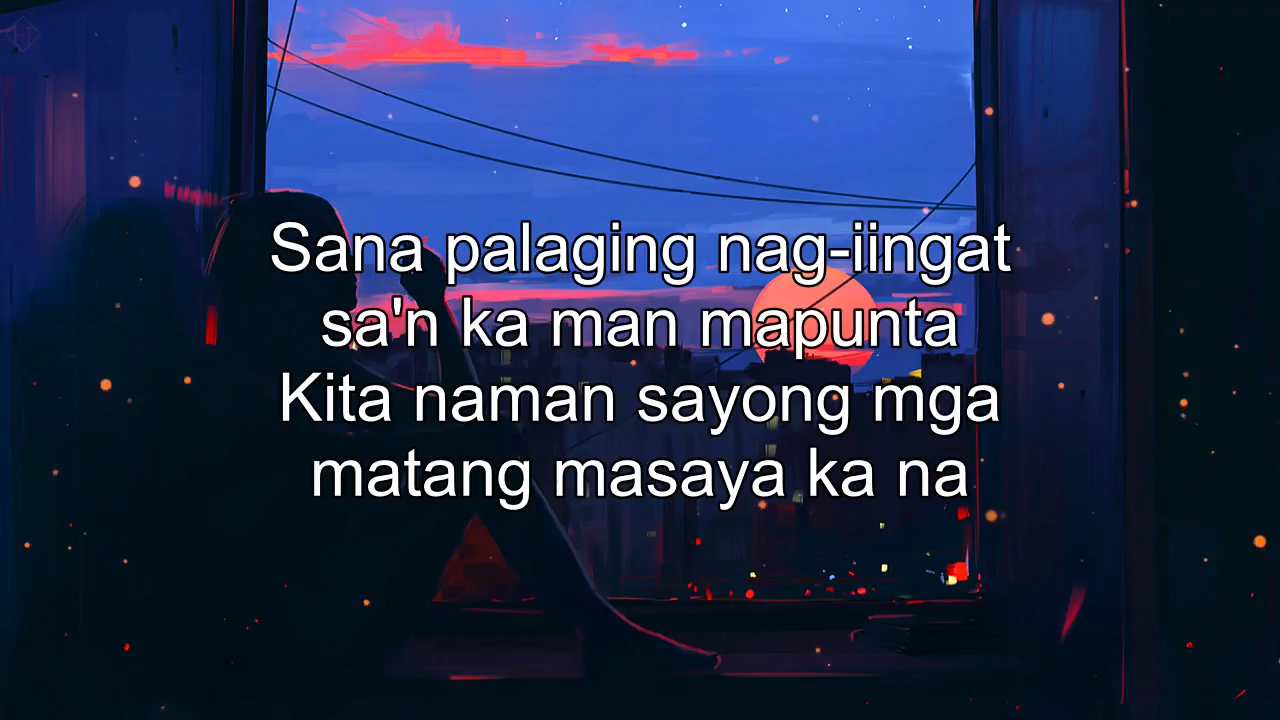 Sana palaging nag-iingat
sa'n ka man mapunta
Kita naman sayong mga
matang masaya ka na